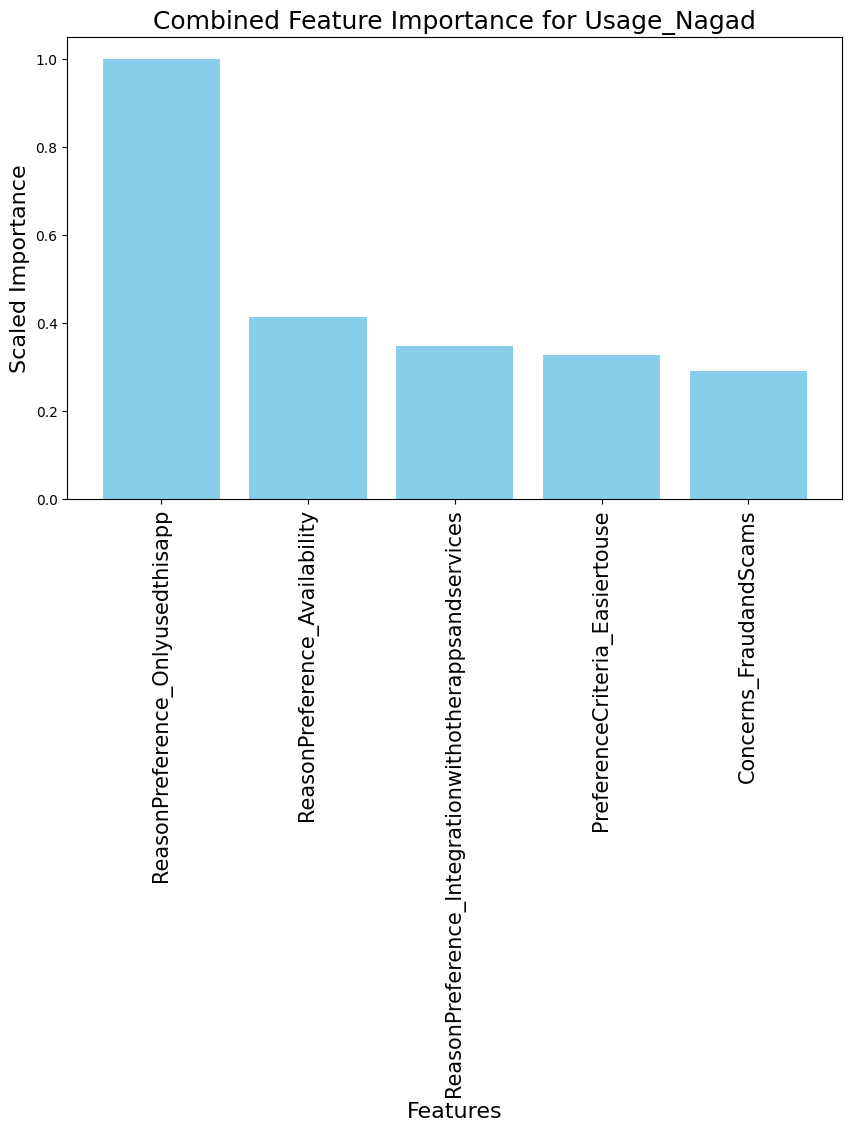 Combined Feature Importance for Usage_Nagad
Scaled Importance
1.0
0.8
0.6
0.4
0.2
0.0
ReasonPreference_Onlyusedthisapp
ReasonPreference_Availability
ReasonPreference_Integrationwithotherappsandservices
PreferenceCriteria_Easiertouse
Concerns_FraudandScams
Features